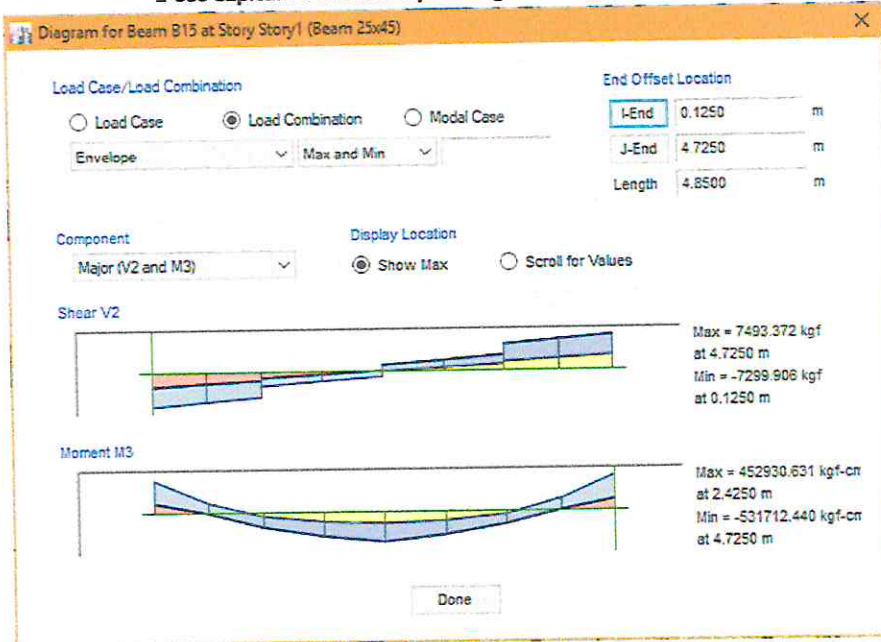 Diagram for Beam B15 at Story Story1 (Beam 25x45)
Load Case/Load Combination
Load Case
Load Combination
Modal Case
Envelope
Max and Min
End Offset Location
I-End
0.1250
m
J-End
4.7250
m
Length
4.8500
m
Component
Major (V2 and M3)
Display Location
Show Max
Scroll for Values
Shear V2
Max = 7493.372 kgf
at 4.7250 m
Min = -7299.906 kgf
at 0.1250 m
Moment M3
Max = 452930.631 kgf-cm
at 2.4250 m
Min = -531712.440 kgf-cm
at 4.7250 m
Done